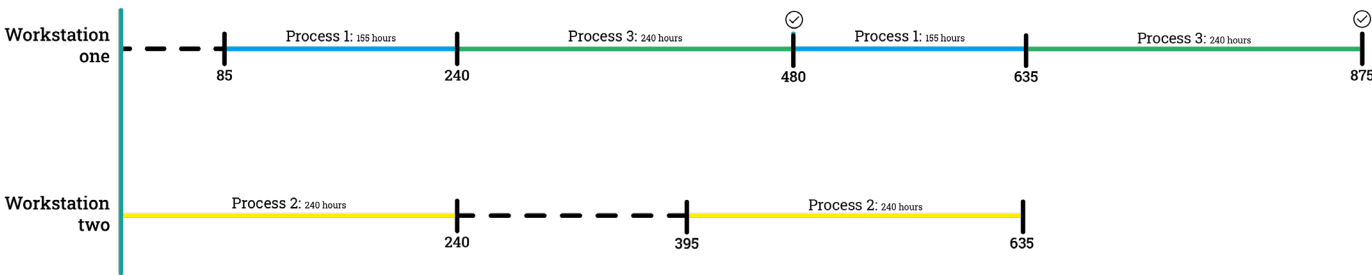 Workstation
one
Process 1: 155 hours
Process 3: 240 hours
Process 1: 155 hours
Process 3: 240 hours
85
240
480
635
875
Workstation
two
Process 2: 240 hours
Process 2: 240 hours
240
395
635